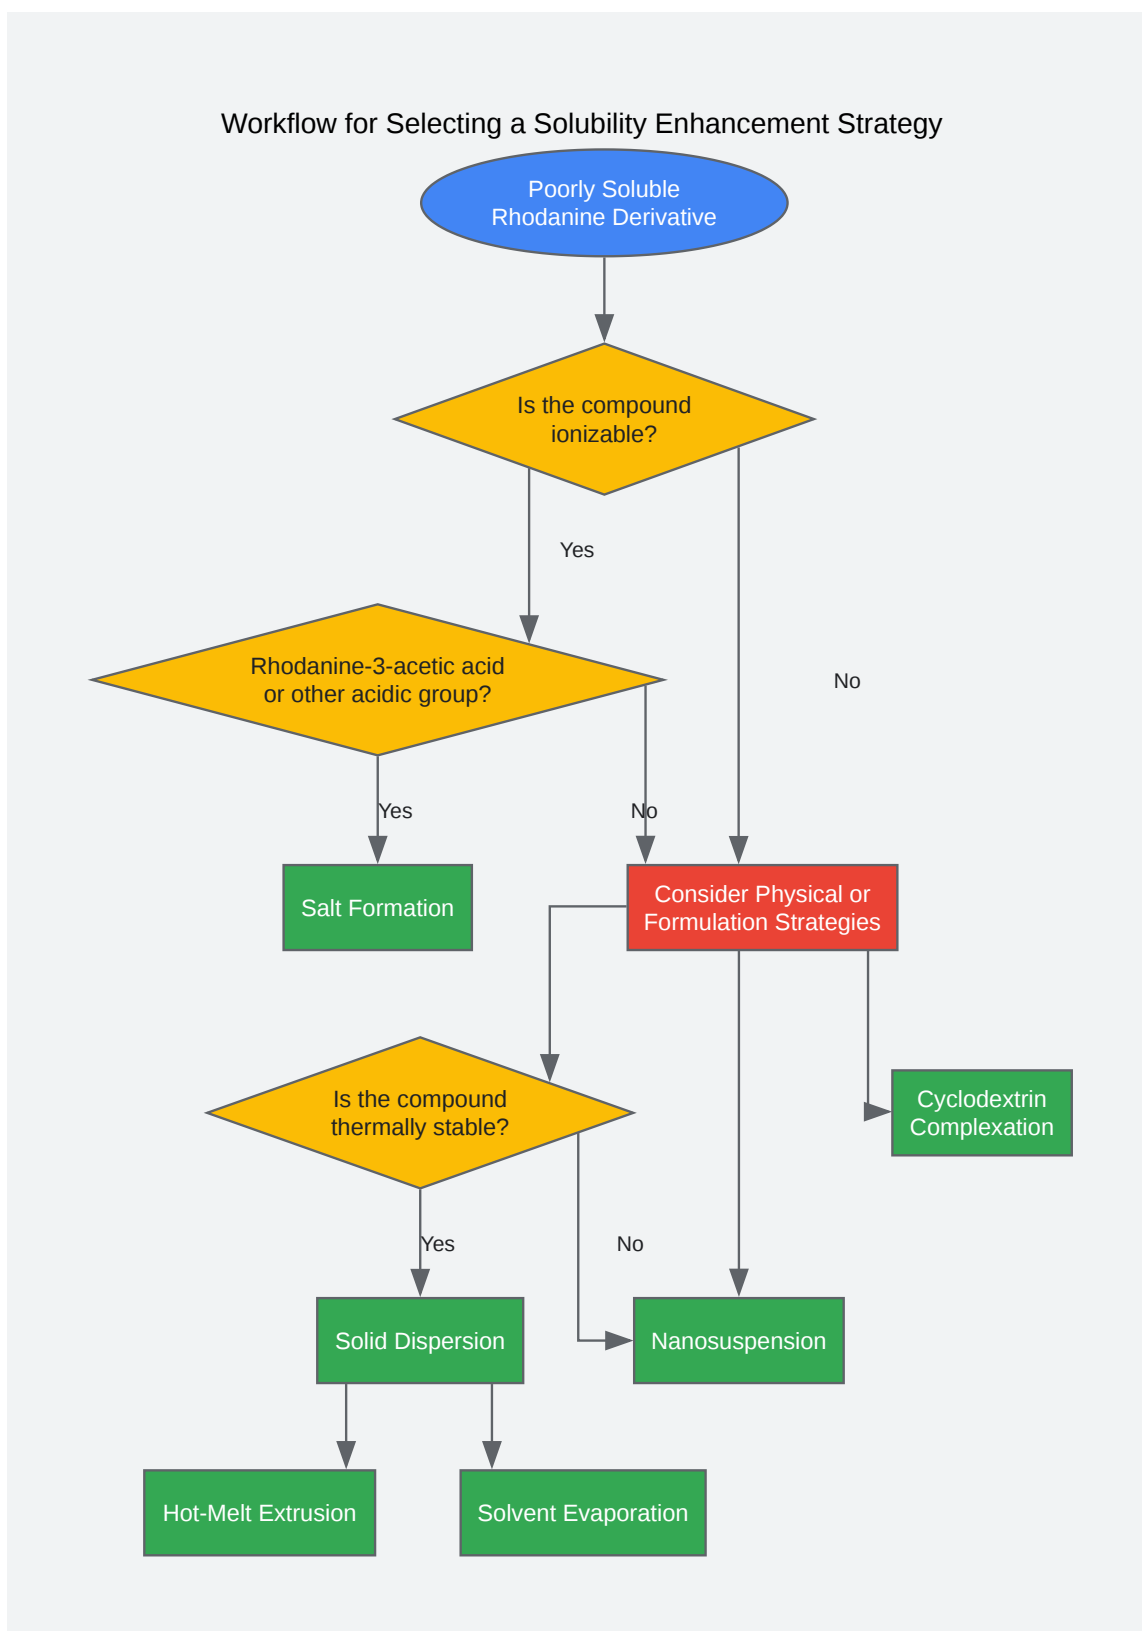 Workflow for Selecting a Solubility Enhancement Strategy
Poorly Soluble
Rhodanine Derivative
Is the compound
ionizable?
Yes
Rhodanine-3-acetic acid
or other acidic group?
No
Yes
No
Salt Formation
Consider Physical or
Formulation Strategies
Is the compound
thermally stable?
Cyclodextrin
Complexation
Yes
No
Solid Dispersion
Nanosuspension
Hot-Melt Extrusion
Solvent Evaporation